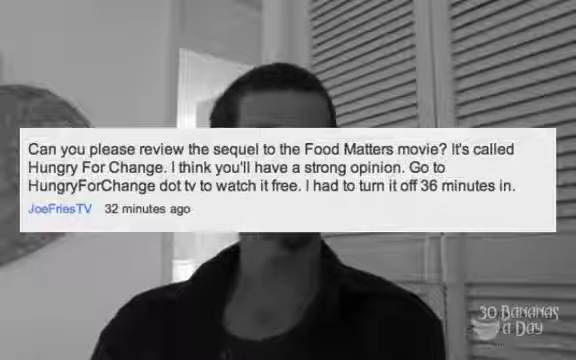 Can you please review the sequel to the Food Matters movie? It's called
Hungry For Change. I think you'll have a strong opinion. Go to
HungryForChange dot tv to watch it free. I had to turn it off 36 minutes in.
JoeFriesTV 32 minutes ago
30 BANANAS
a DAY